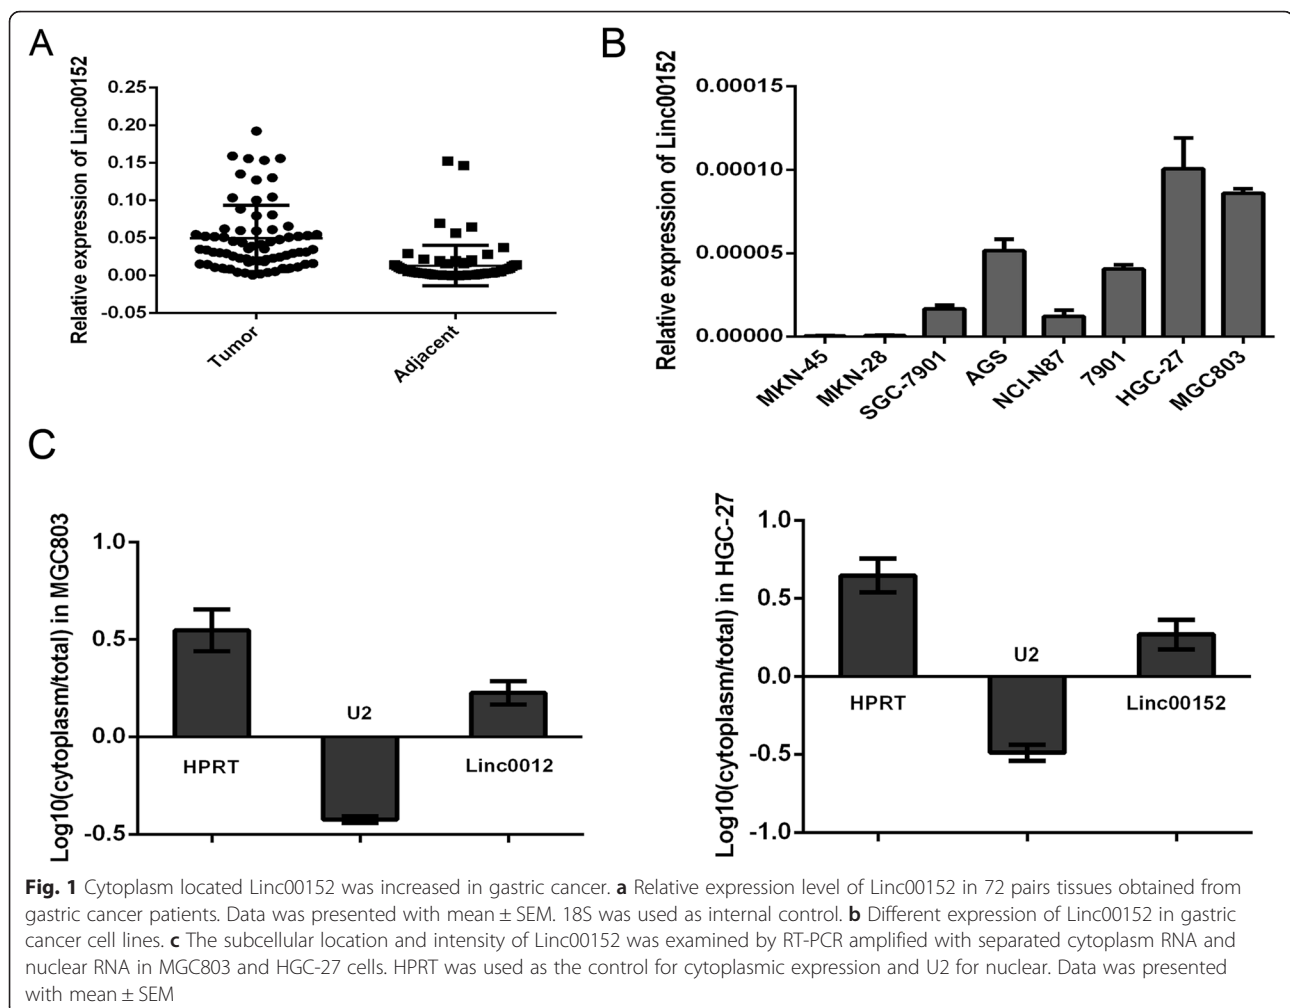 A
Relative expression of Linc00152
0.25
0.20
0.15
0.10
0.05
0.00
-0.05
Tumor
Adjacent
B
Relative expression of Linc00152
0.00015
0.00010
0.00005
0.00000
MKN-45
MKN-28
SGC-7901
AGS
NCI-N87
7901
HGC-27
MGC803
C
Log10(cytoplasm/total) in MGC803
1.0
0.5
0.0
-0.5
HPRT
U2
Linc0012
Log10(cytoplasm/total) in HGC-27
1.0
0.5
0.0
-0.5
-1.0
HPRT
U2
Linc00152
Fig. 1 Cytoplasm located Linc00152 was increased in gastric cancer. a Relative expression level of Linc00152 in 72 pairs tissues obtained from
gastric cancer patients. Data was presented with mean ± SEM. 18S was used as internal control. b Different expression of Linc00152 in gastric
cancer cell lines. c The subcellular location and intensity of Linc00152 was examined by RT-PCR amplified with separated cytoplasm RNA and
nuclear RNA in MGC803 and HGC-27 cells. HPRT was used as the control for cytoplasmic expression and U2 for nuclear. Data was presented
with mean ± SEM